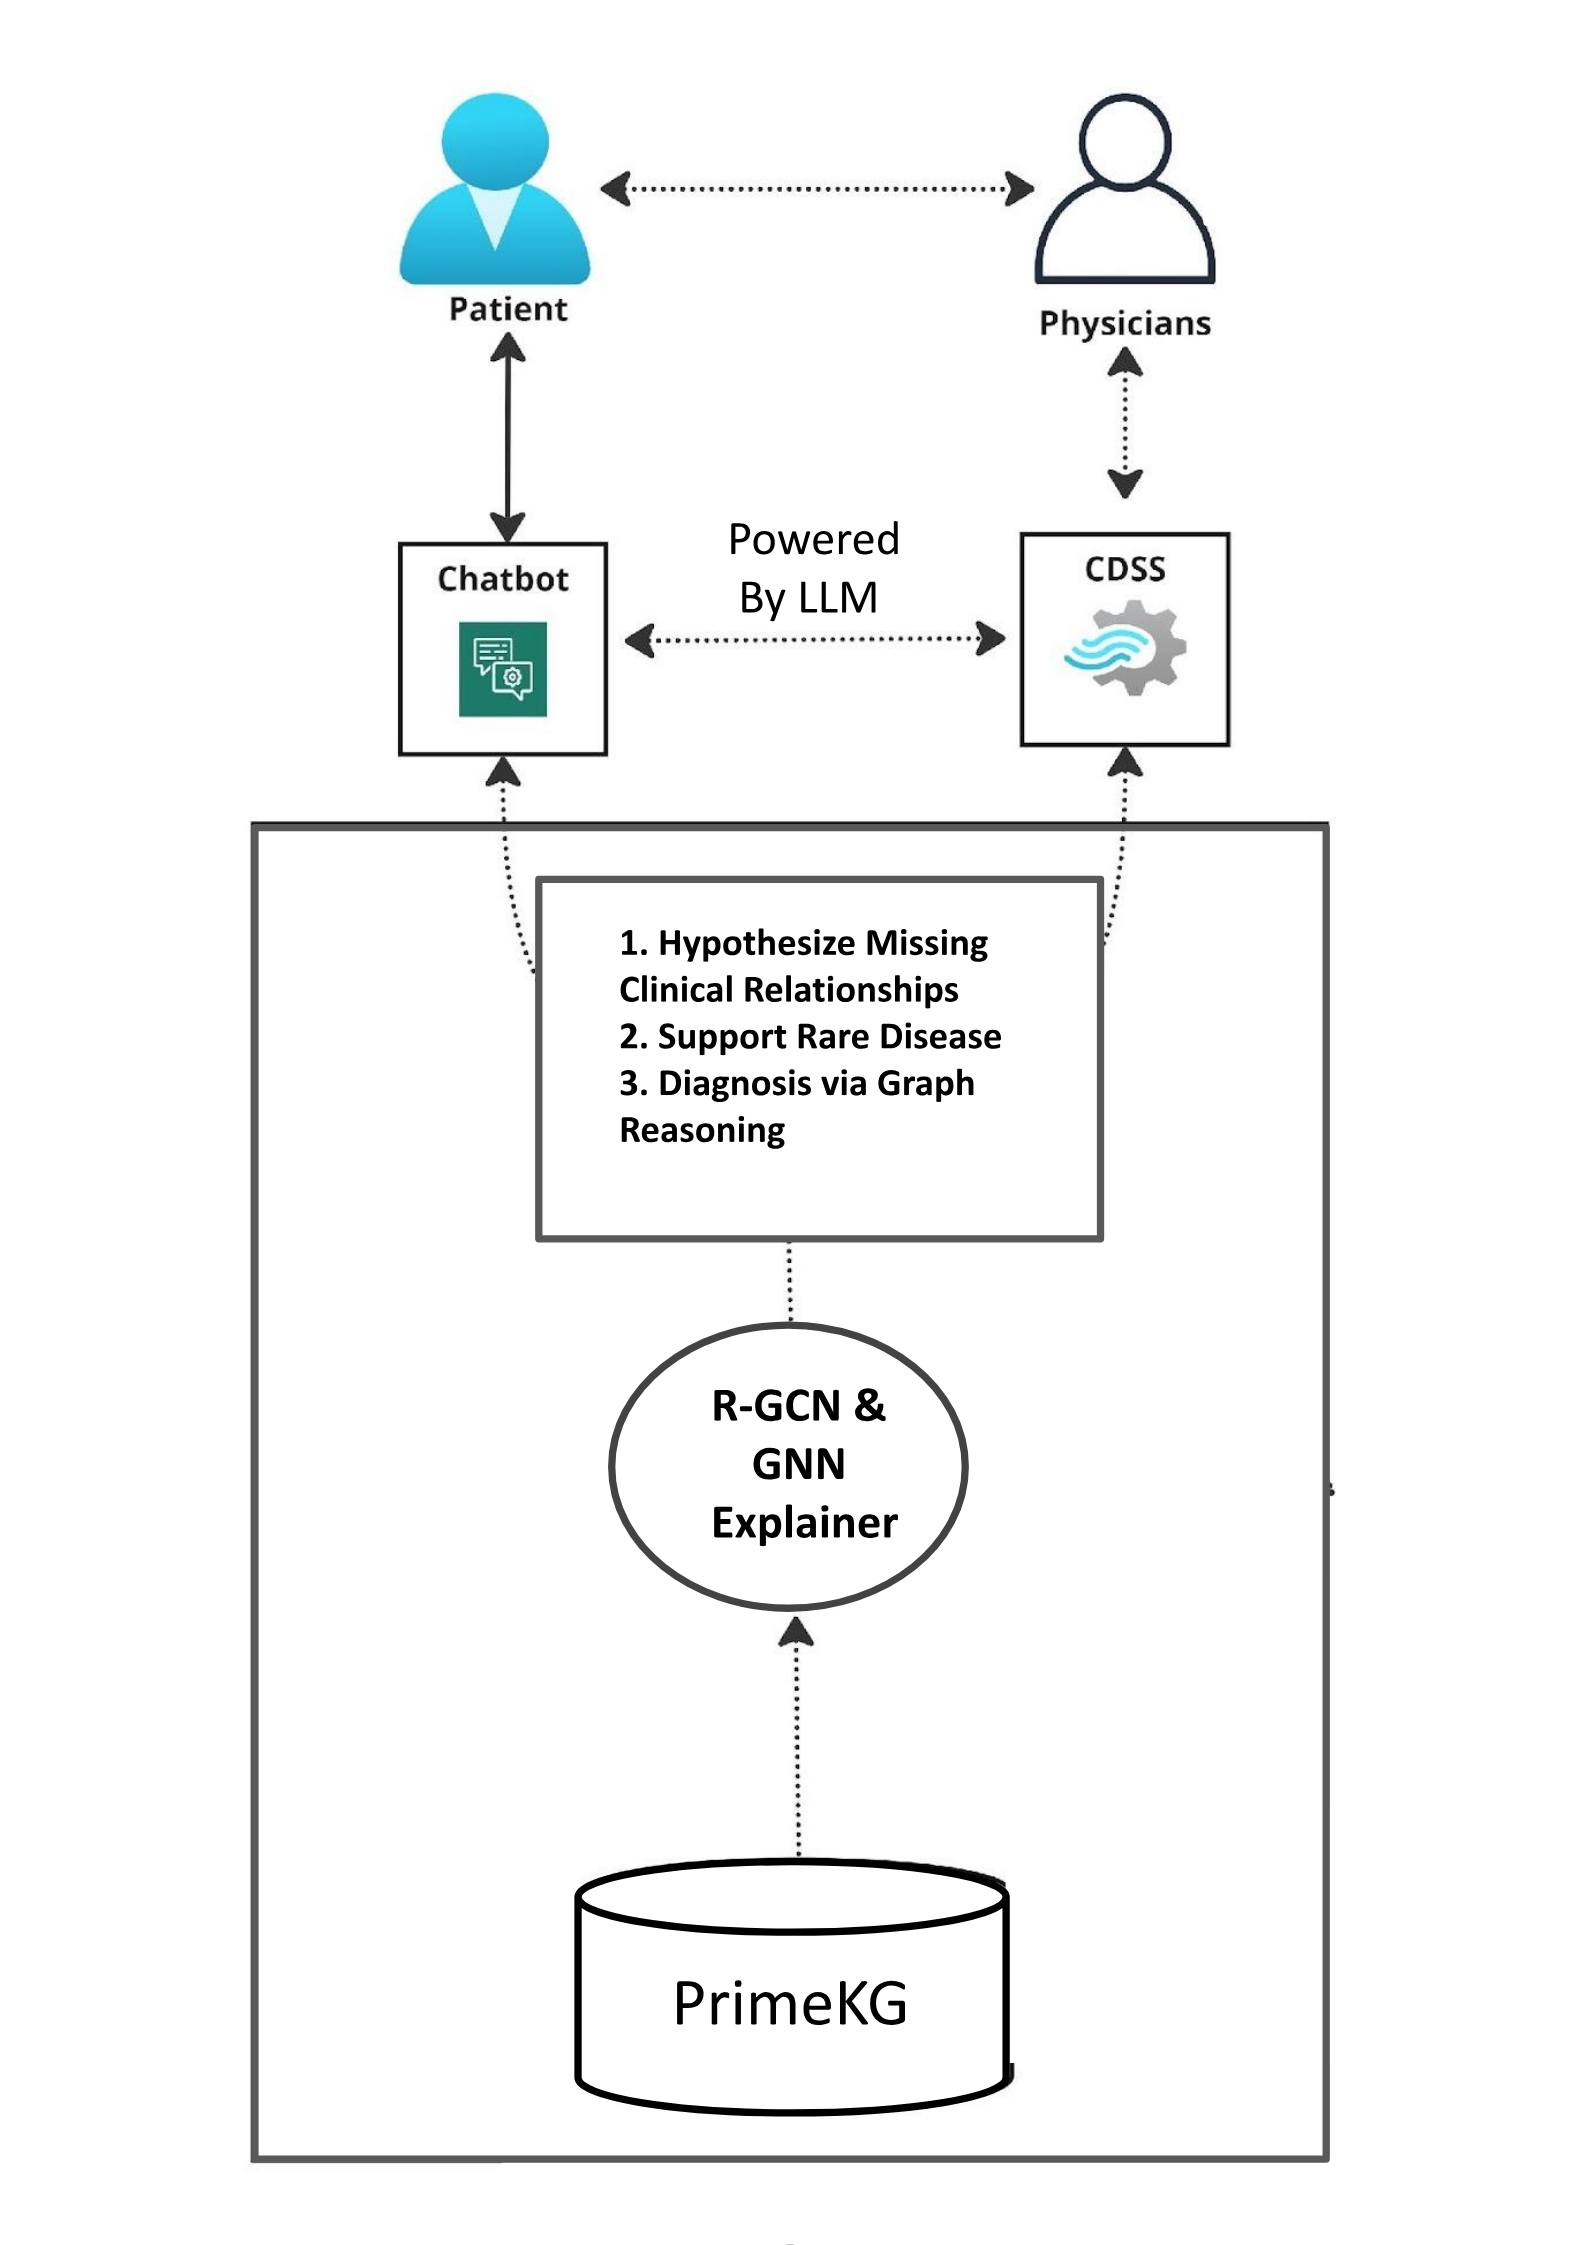 Patient
Physicians
Powered
By LLM
Chatbot
CDSS
1. Hypothesize Missing
Clinical Relationships
2. Support Rare Disease
3. Diagnosis via Graph
Reasoning
R-GCN &
GNN
Explainer
PrimeKG